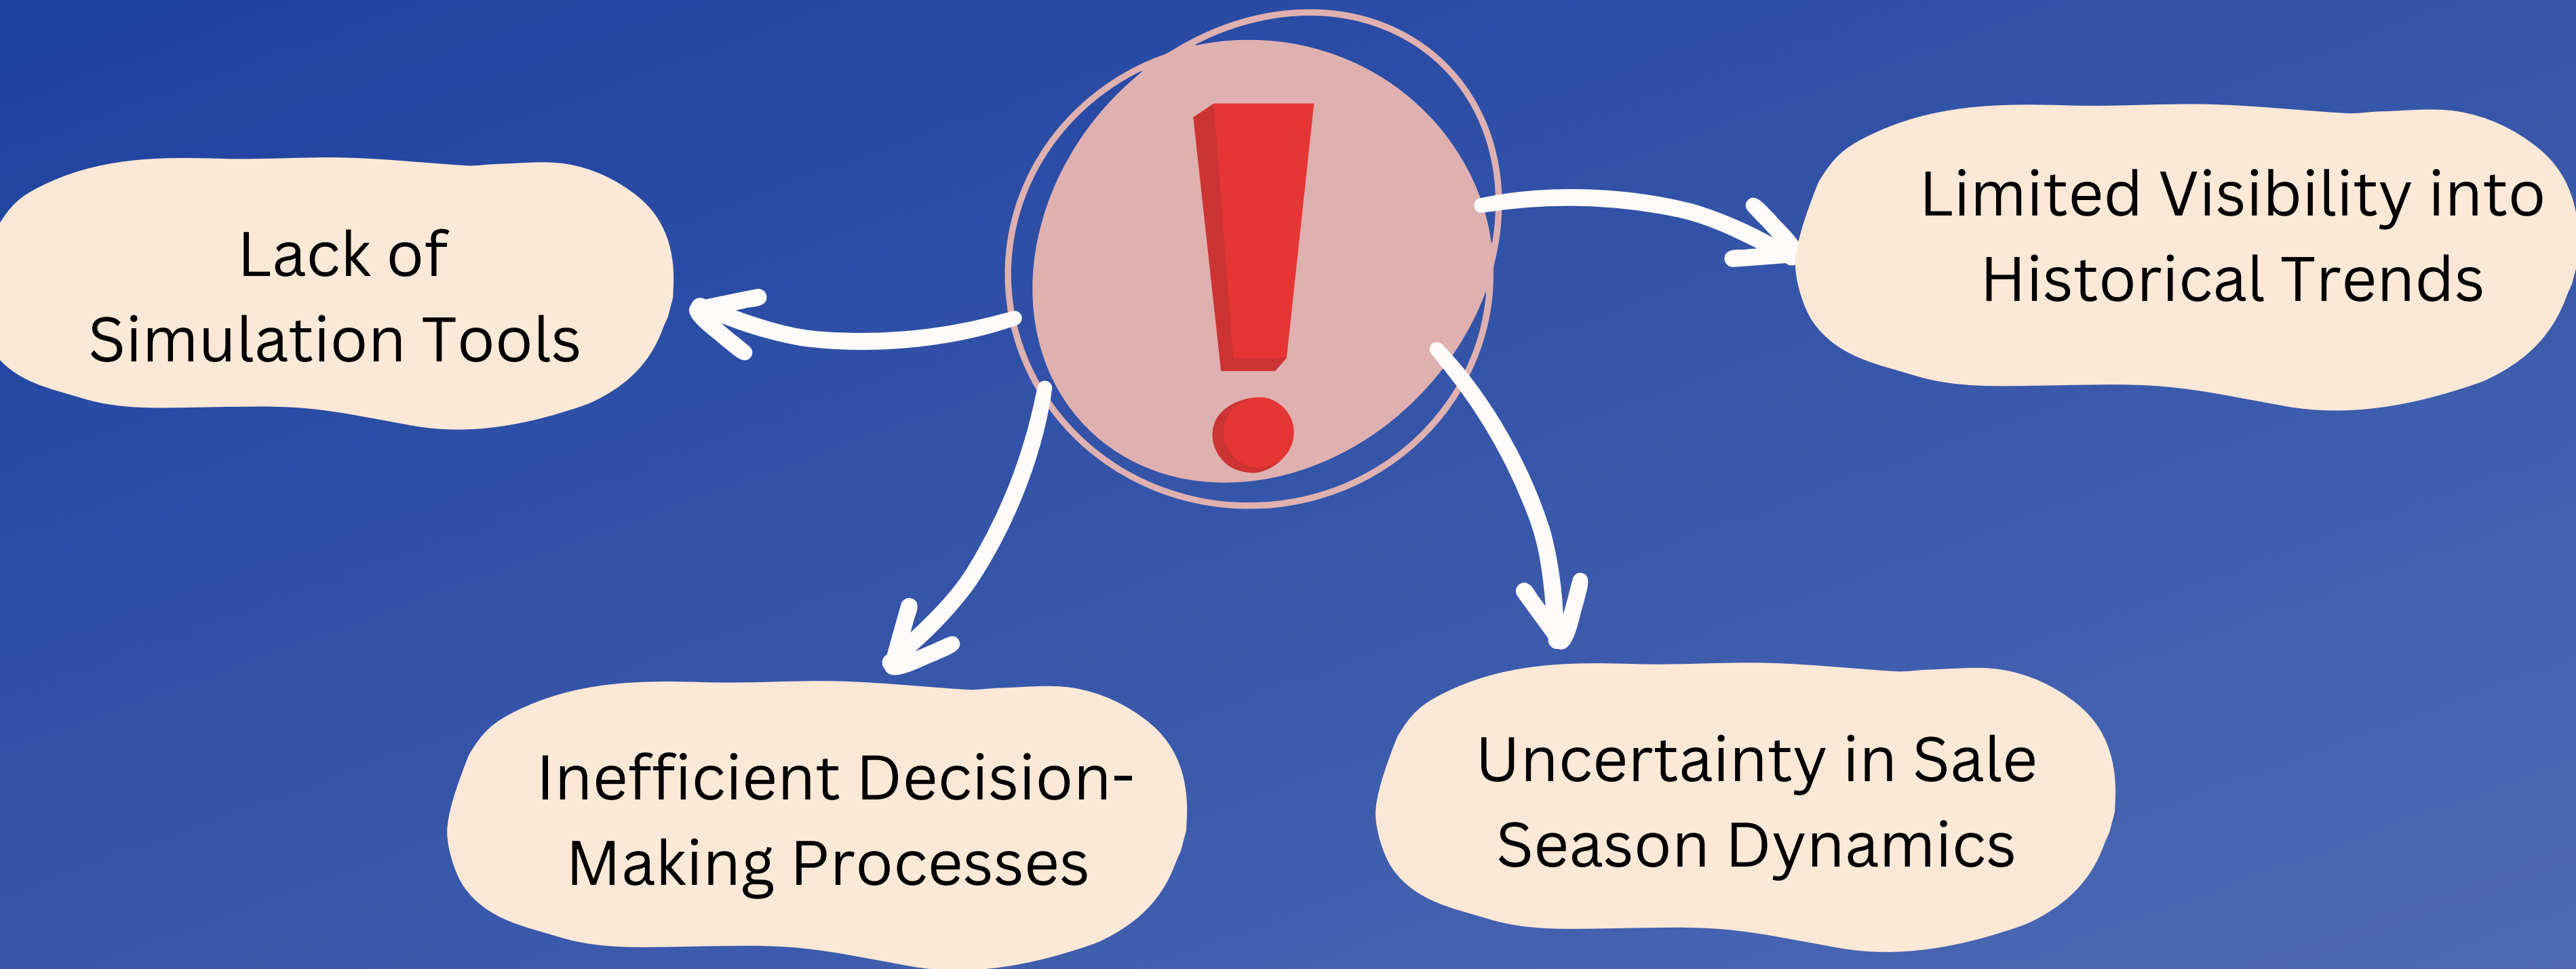 Lack of
Simulation Tools
Limited Visibility into
Historical Trends
Inefficient Decision-
Making Processes
Uncertainty in Sale
Season Dynamics